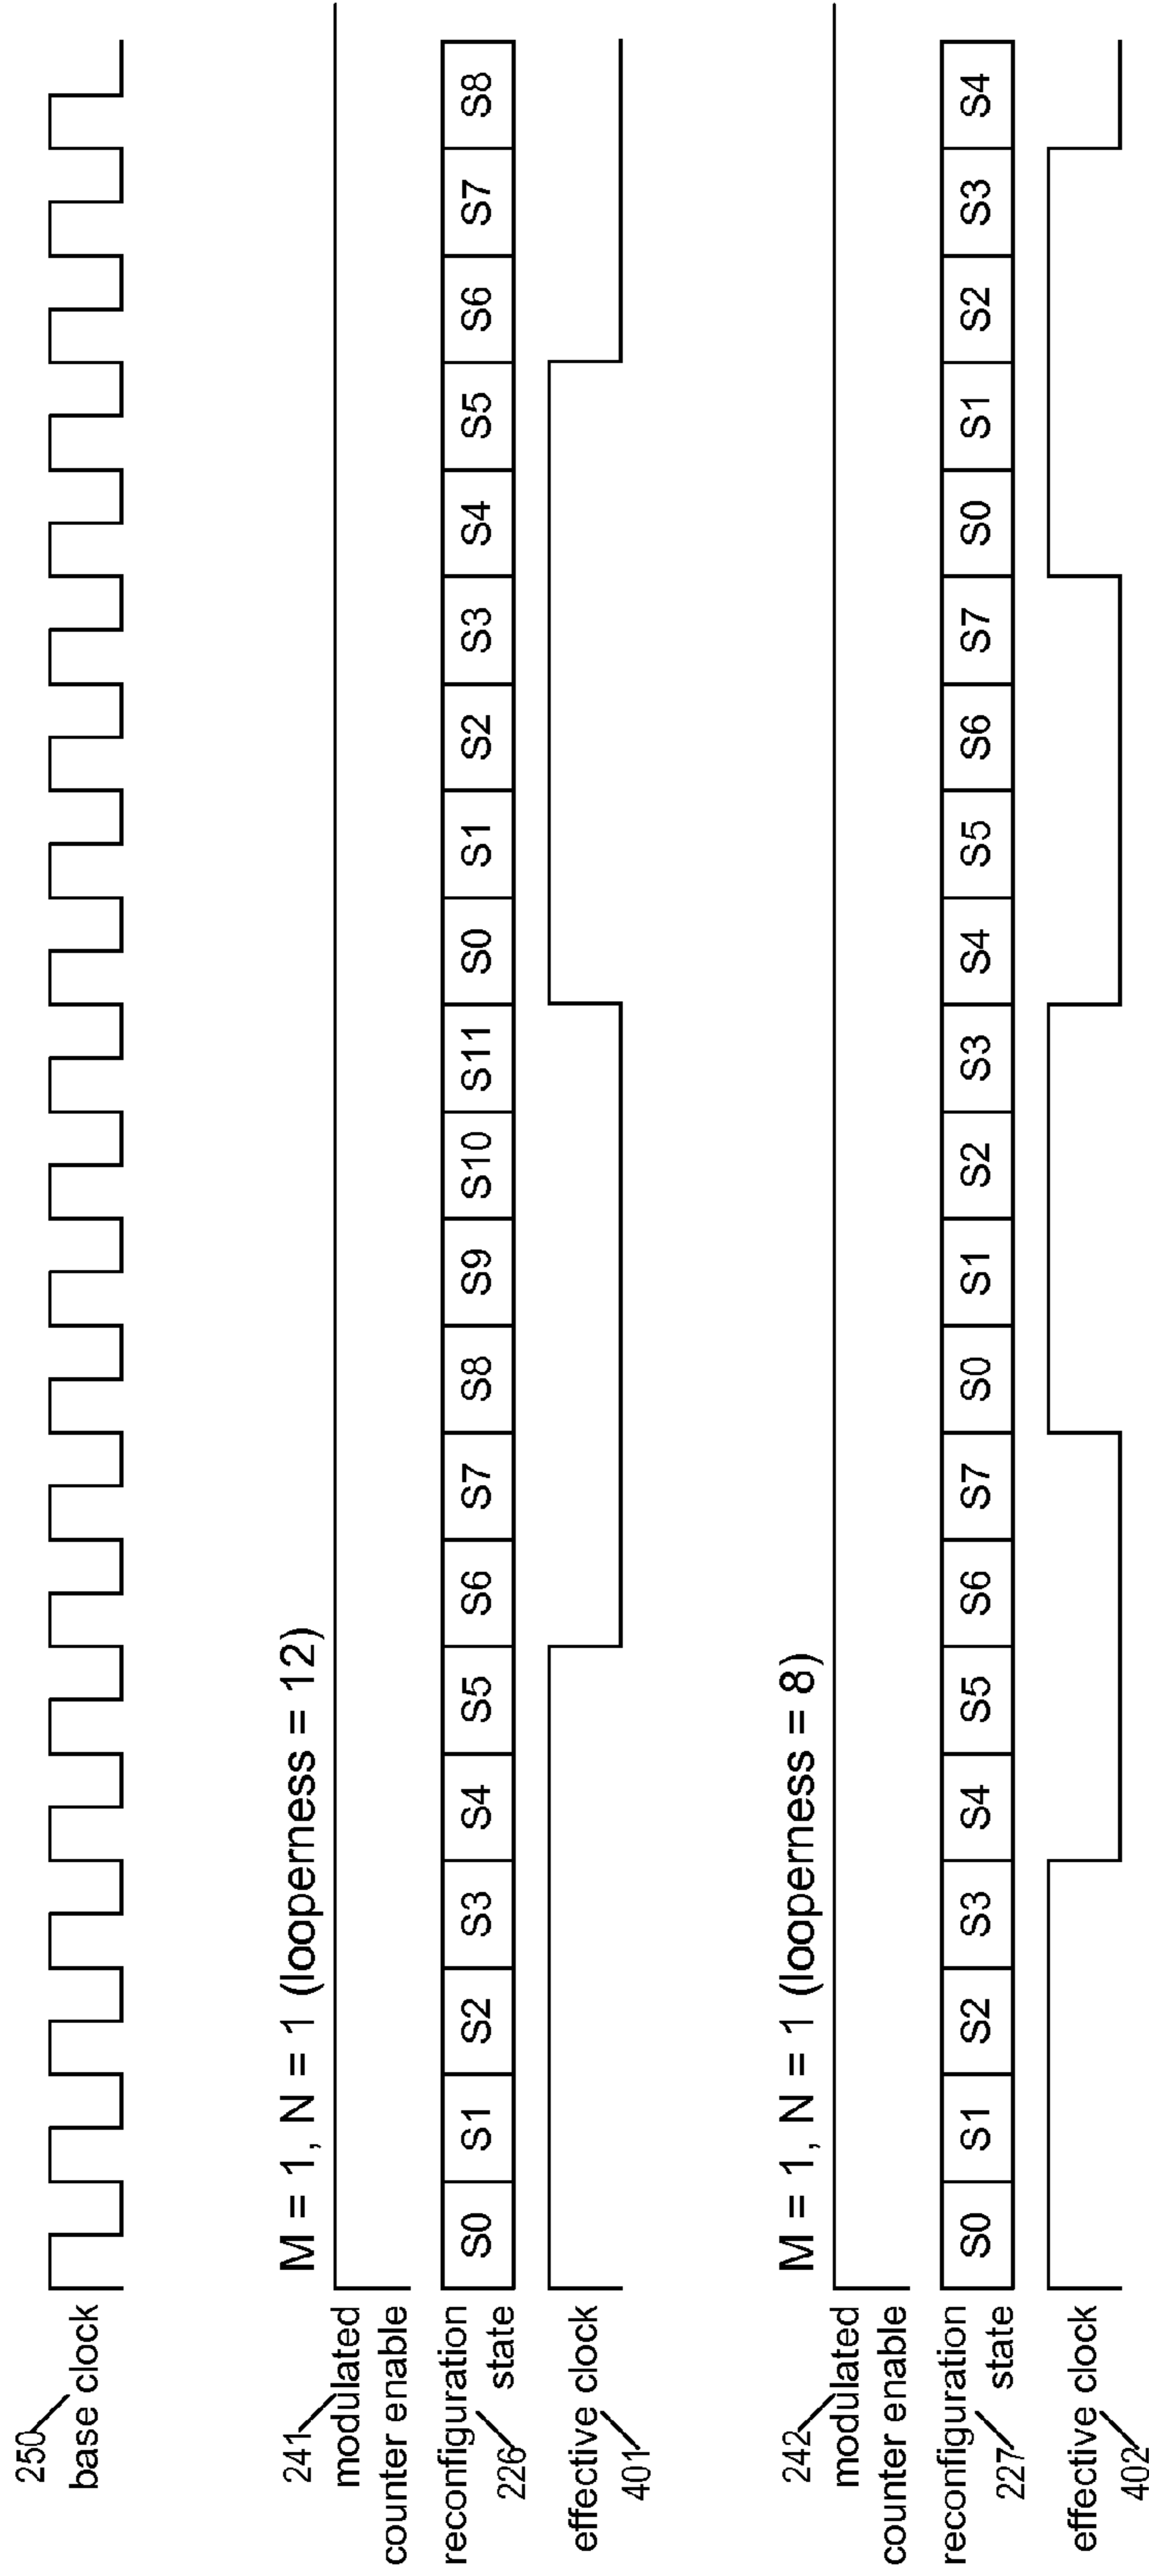 250
base clock
M = 1, N = 1 (looperness = 12)
241
modulated
counter enable
reconfiguration
state
226
S0 S1 S2 S3 S4 S5 S6 S7 S8 S9 S10 S11 S0 S1 S2 S3 S4 S5 S6 S7 S8
effective clock
401
M = 1, N = 1 (looperness = 8)
242
modulated
counter enable
reconfiguration
state
227
S0 S1 S2 S3 S4 S5 S6 S7 S0 S1 S2 S3 S4 S5 S6 S7 S0 S1 S2 S3 S4
effective clock
402